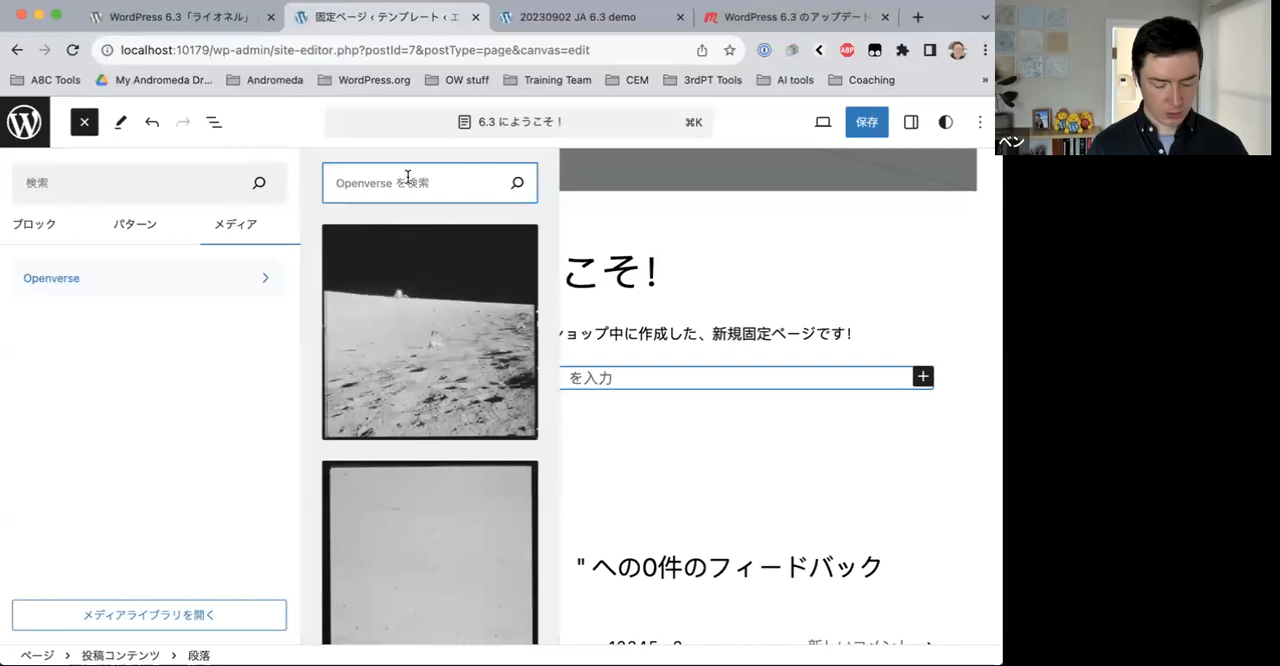 WordPress 6.3「ライオネル」
固定ページ ‹ テンプレート ‹ エ
20230902 JA 6.3 demo
WordPress 6.3 のアップデート
localhost:10179/wp-admin/site-editor.php?postId=7&postType=page&canvas=edit
ABP
A8C Tools
My Andromeda Dr...
Andromeda
WordPress.org
OW stuff
Training Team
CEM
3rdPT Tools
AI tools
Coaching
»
6.3 にようこそ！
⌘K
保存
ベン
検索
Openverse を検索
ブロック
パターン
メディア
Openverse
こそ！
ショップ中に作成した、新規固定ページです！
を入力
" への0件のフィードバック
メディアライブラリを開く
ページ › 投稿コンテンツ › 段落